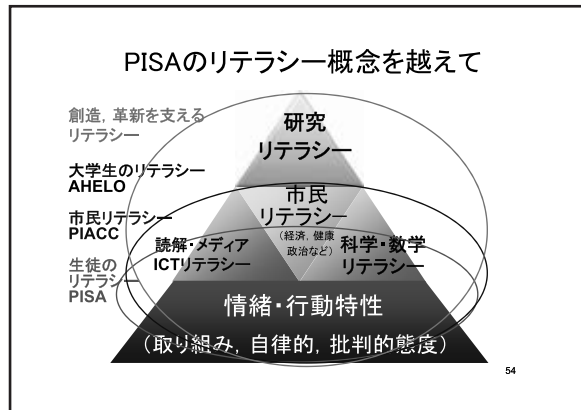 PISAのリテラシー概念を越えて
創造，革新を支える
リテラシー
大学生のリテラシー
AHELO
市民リテラシー
PIACC
生徒の
リテラシー
PISA
研究
リテラシー
市民
リテラシー
（経済，健康
政治など）
読解・メディア
ICTリテラシー
科学・数学
リテラシー
情緒・行動特性
（取り組み，自律的，批判的態度）
54